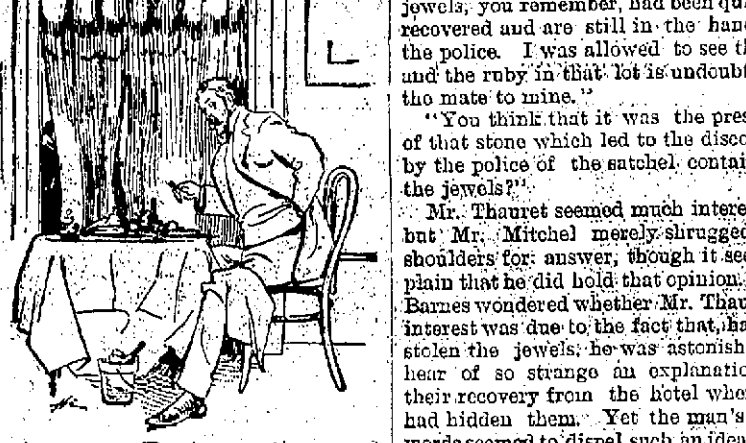 jewels, you remember, had been qu
recovered and are still in the han
the police. I was allowed to see th
and the ruby in that lot is undoubt
the mate to mine."
"You think that it was the pres
of that stone which led to the disco
by the police of the satchel contai
the jewels?"
Mr. Thauret seemed much intere
but Mr. Mitchel merely shrugged
shoulders for answer, though it see
plain that he did hold that opinion.
Barnes wondered whether Mr. Thau
interest was due to the fact that, ha
stolen the jewels, he was astonish
hear of so strange an explanatio
their recovery from the hotel whe
had hidden them. Yet the man's
words seemed to dispel such an idea